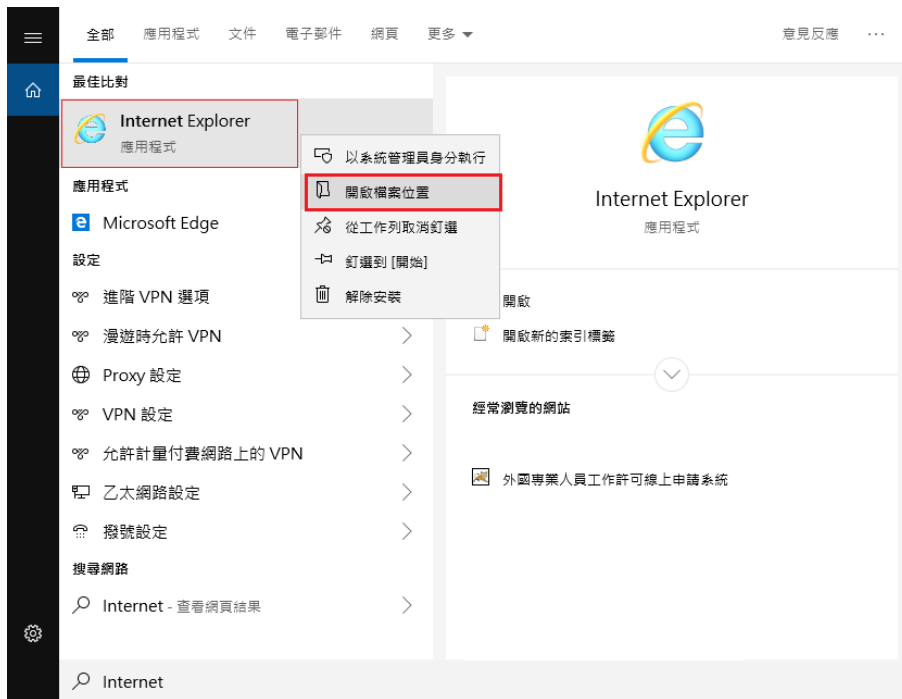 全部 應用程式 文件 電子郵件 網頁 更多 意見反應 ...
最佳比對
Internet Explorer
應用程式
以系統管理員身分執行
開啟檔案位置
從工作列取消釘選
釘選到 [開始]
解除安裝
應用程式
Microsoft Edge
設定
進階 VPN 選項
漫遊時允許 VPN
Proxy 設定
VPN 設定
允許計量付費網路上的 VPN
乙太網路設定
撥號設定
搜尋網路
Internet - 查看網頁結果
Internet
Internet Explorer
應用程式
開啟
開啟新的索引標籤
經常瀏覽的網站
外國專業人員工作許可線上申請系統